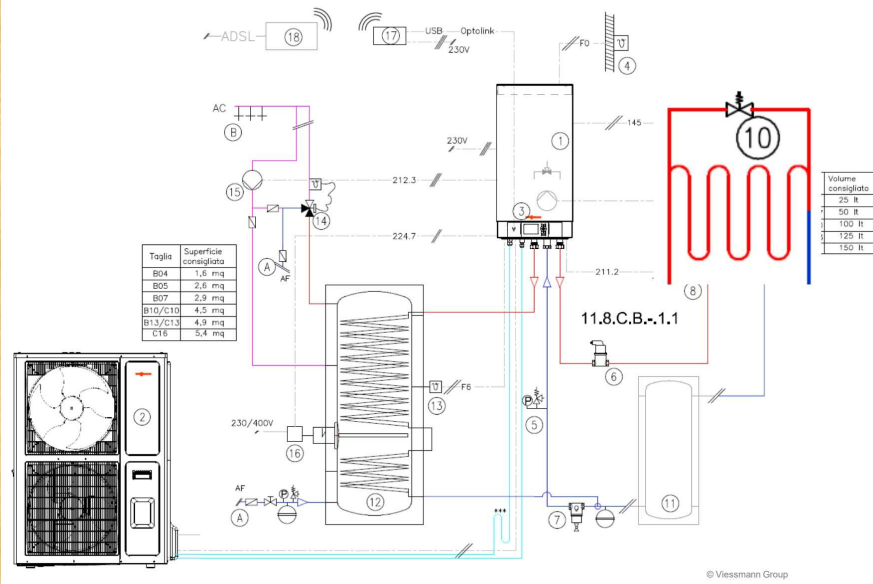 ADSL
18
17
USB Optolink
230V
F0
4
AC
B
1
145
10
230V
15
212.3
3
14
224.7
A
AF
211.2
8
Volume
consigliato
25 lt
50 lt
100 lt
125 lt
150 lt
Taglia Superficie
consigliata
B04 1,6 mq
B05 2,6 mq
B07 2,9 mq
B10/C10 4,5 mq
B13/C13 4,9 mq
C16 5,4 mq
11.8.C.B.-.1.1
6
2
13
F6
P
5
230/400V
16
AF
A
P
12
7
11
***
© Viessmann Group